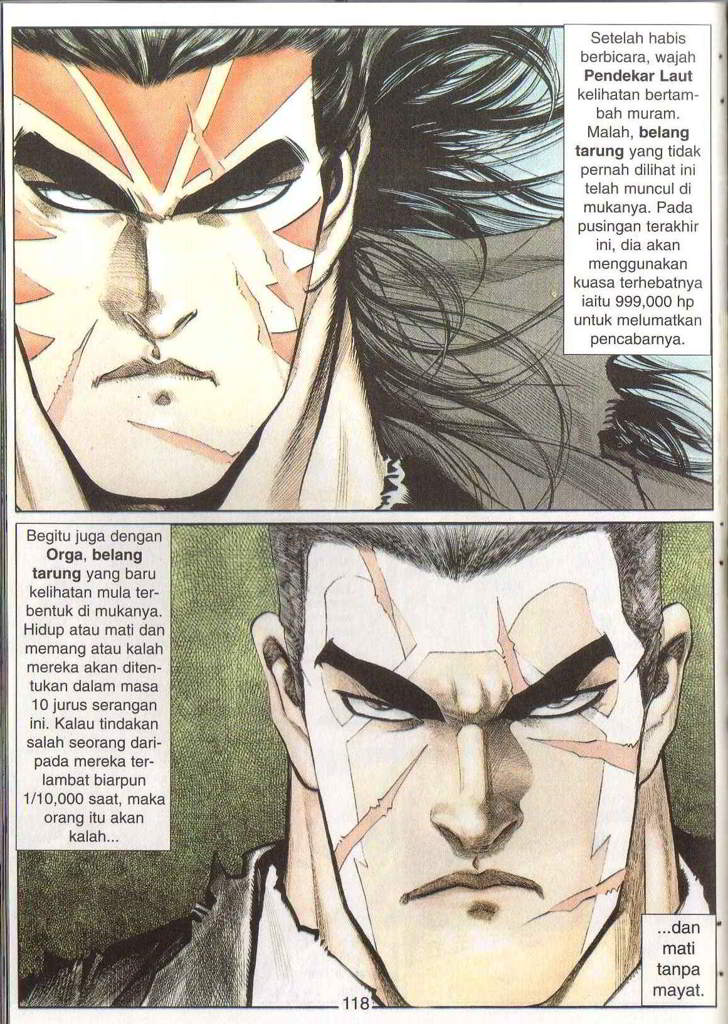 Setelah habis
berbicara, wajah
Pendekar Laut
kelihatan bertam-
bah muram.
Malah, belang
tarung yang tidak
pernah dilihat ini
telah muncul di
mukanya. Pada
pusingan terakhir
ini, dia akan
menggunakan
kuasa terhebatnya
iaitu 999,000 hp
untuk melumatkan
pencabarnya.
Begitu juga dengan
Orga, belang
tarung yang baru
kelihatan mula ter-
bentuk di mukanya.
Hidup atau mati dan
memang atau kalah
mereka akan diten-
tukan dalam masa
10 jurus serangan
ini. Kalau tindakan
salah seorang dari-
pada mereka ter-
lambat biarpun
1/10,000 saat, maka
orang itu akan
kalah...
...dan
mati
tanpa
mayat.
118